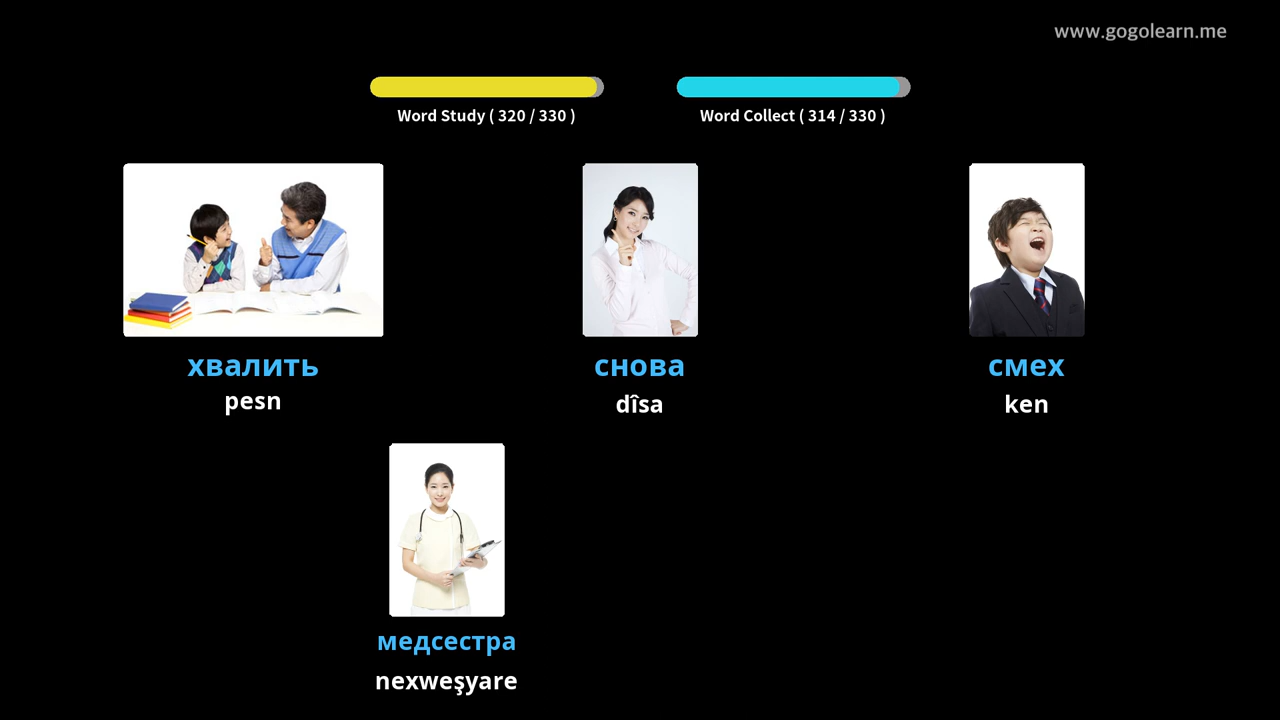 www.gogolearn.me
Word Study ( 320 / 330 )
Word Collect ( 314 / 330 )
хвалить
pesn
снова
dîsa
смех
ken
медсестра
nexweşyare